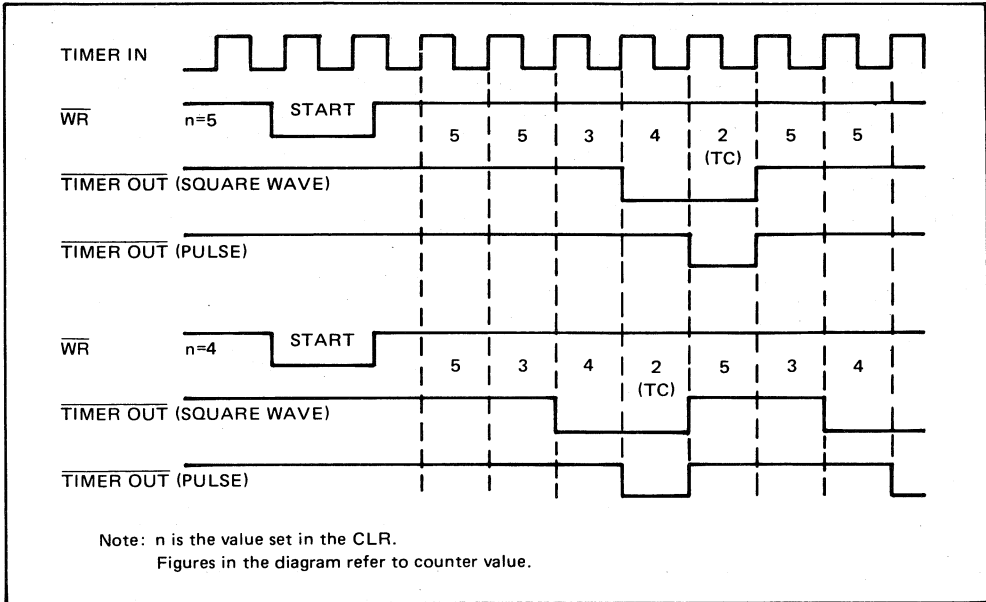 TIMER IN
WR n=5 START
5 5 3 4 2 5 5
(TC)
TIMER OUT (SQUARE WAVE)
TIMER OUT (PULSE)
WR n=4 START
5 3 4 2 5 3 4
(TC)
TIMER OUT (SQUARE WAVE)
TIMER OUT (PULSE)
Note: n is the value set in the CLR.
Figures in the diagram refer to counter value.